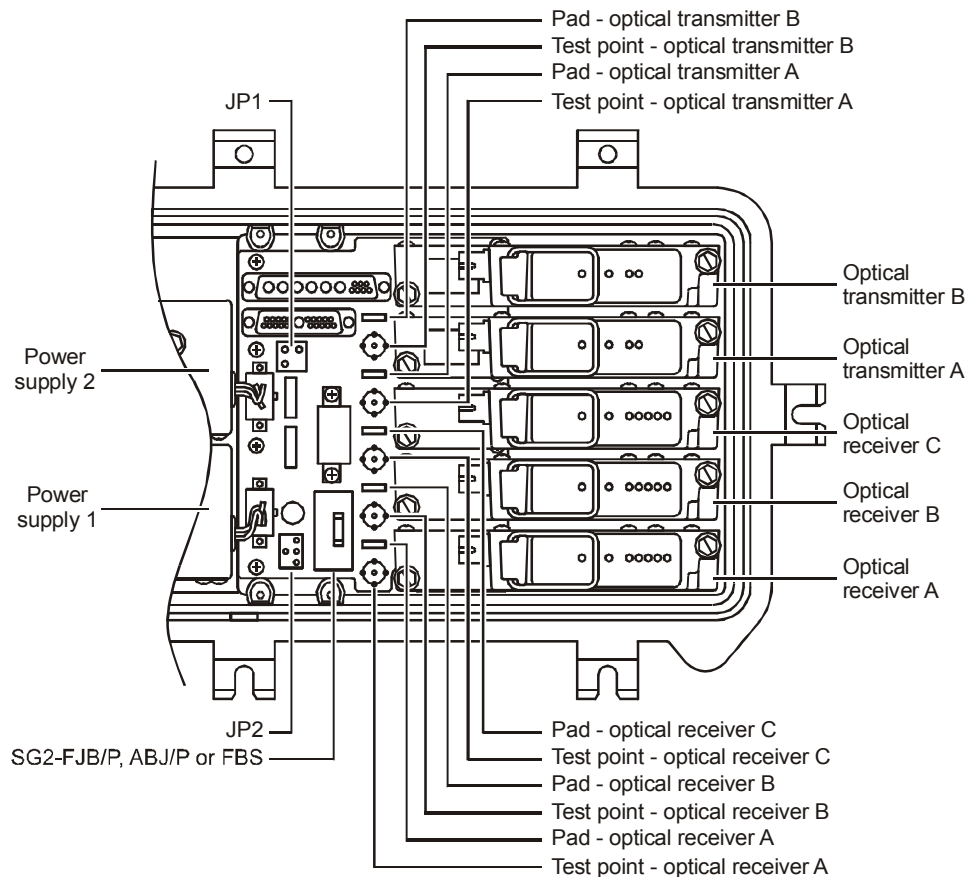 Pad - optical transmitter B
Test point - optical transmitter B
Pad - optical transmitter A
Test point - optical transmitter A
JP1
Optical
transmitter B
Optical
transmitter A
Power
supply 2
Optical
receiver C
Power
supply 1
Optical
receiver B
Optical
receiver A
JP2
SG2-FJB/P, ABJ/P or FBS
Pad - optical receiver C
Test point - optical receiver C
Pad - optical receiver B
Test point - optical receiver B
Pad - optical receiver A
Test point - optical receiver A